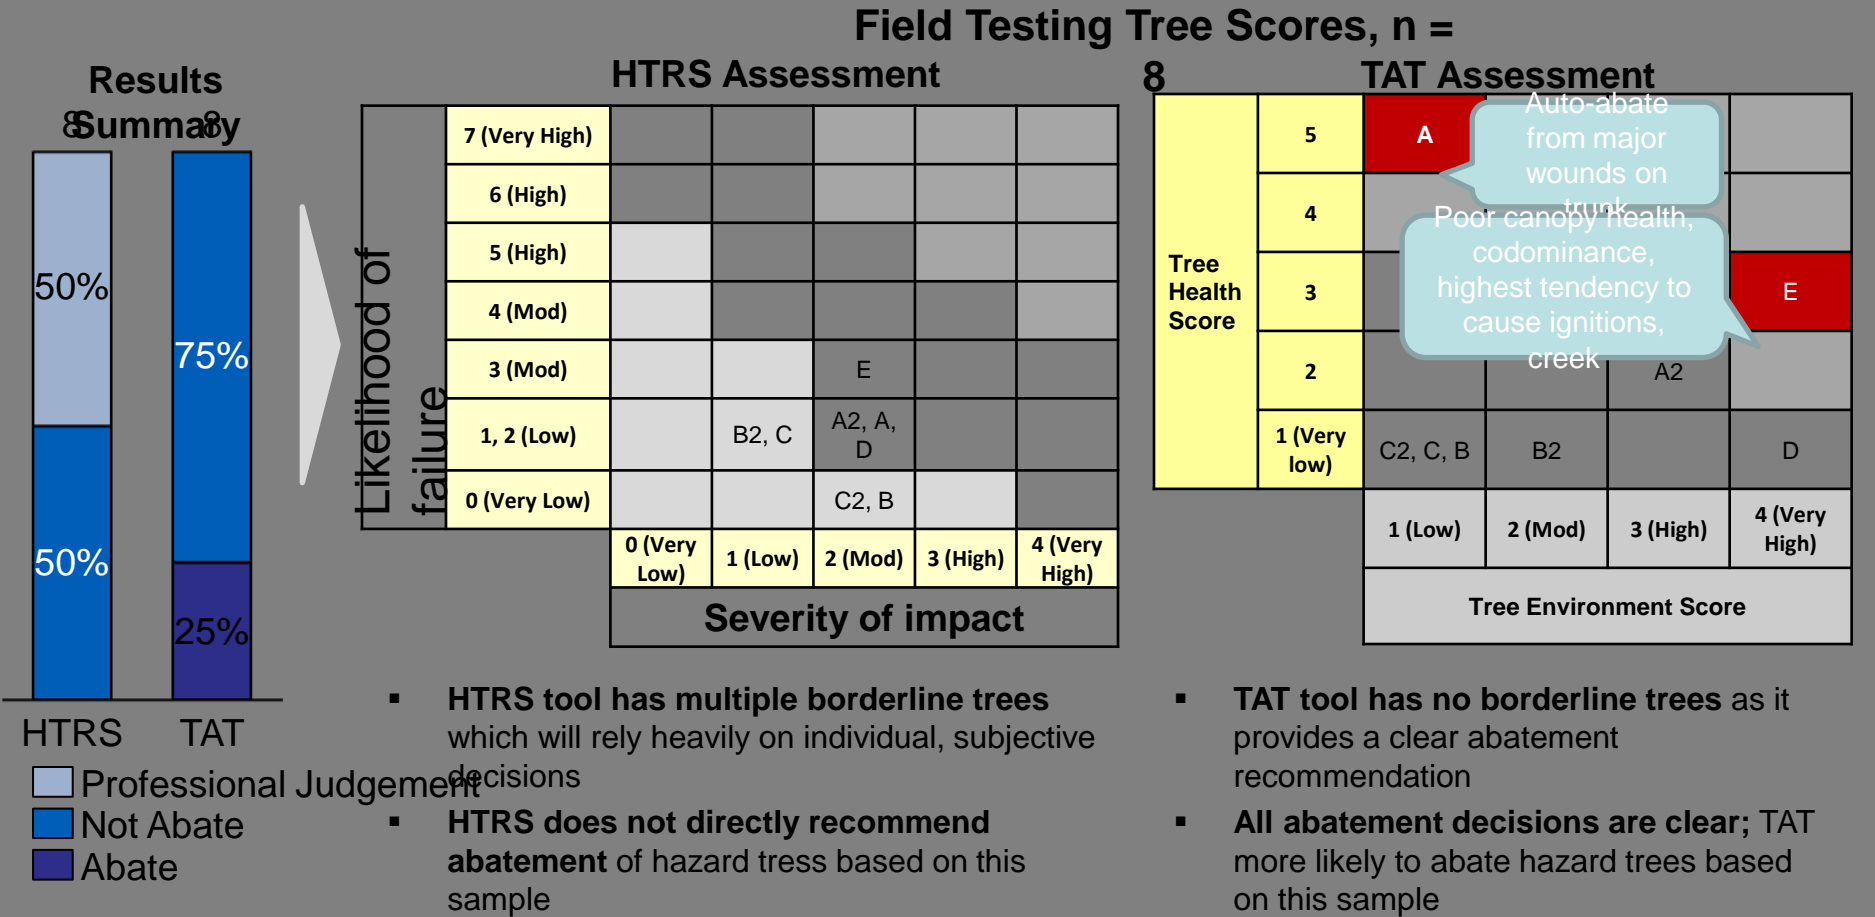 Field Testing Tree Scores, n =
8
Results
Summary
8
8
50%
50%
75%
25%
HTRS
TAT
Professional Judgement
Not Abate
Abate
HTRS Assessment
Likelihood of
failure
7 (Very High)
6 (High)
5 (High)
4 (Mod)
3 (Mod)
E
1, 2 (Low)
B2, C
A2, A,
D
0 (Very Low)
C2, B
0 (Very
Low)
1 (Low)
2 (Mod)
3 (High)
4 (Very
High)
Severity of impact
HTRS tool has multiple borderline trees
which will rely heavily on individual, subjective
decisions
HTRS does not directly recommend
abatement of hazard tress based on this
sample
TAT Assessment
Tree
Health
Score
5
A
Auto-abate
from major
wounds on
trunk
4
Poor canopy health,
codominance,
highest tendency to
cause ignitions,
creek
3
E
2
A2
1 (Very
low)
C2, C, B
B2
D
1 (Low)
2 (Mod)
3 (High)
4 (Very
High)
Tree Environment Score
TAT tool has no borderline trees as it
provides a clear abatement
recommendation
All abatement decisions are clear; TAT
more likely to abate hazard trees based
on this sample